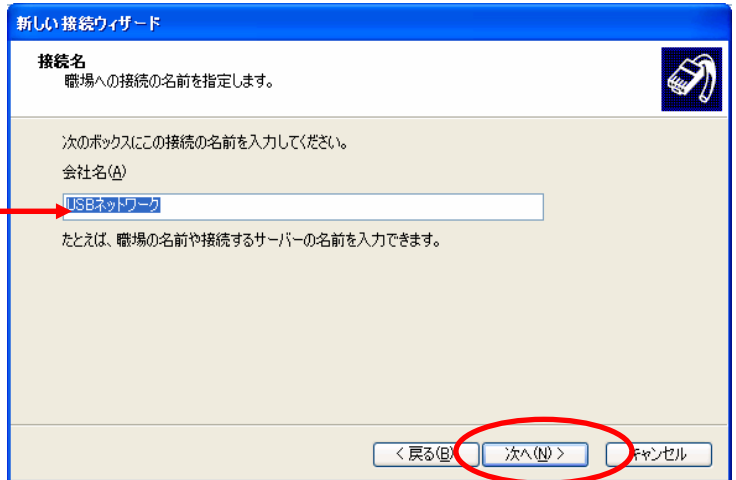 新しい接続ウィザード
接続名
職場への接続の名前を指定します。
次のボックスにこの接続の名前を入力してください。
会社名(A)
USBネットワーク
たとえば、職場の名前や接続するサーバーの名前を入力できます。
< 戻る(B) 次へ(N) > キャンセル